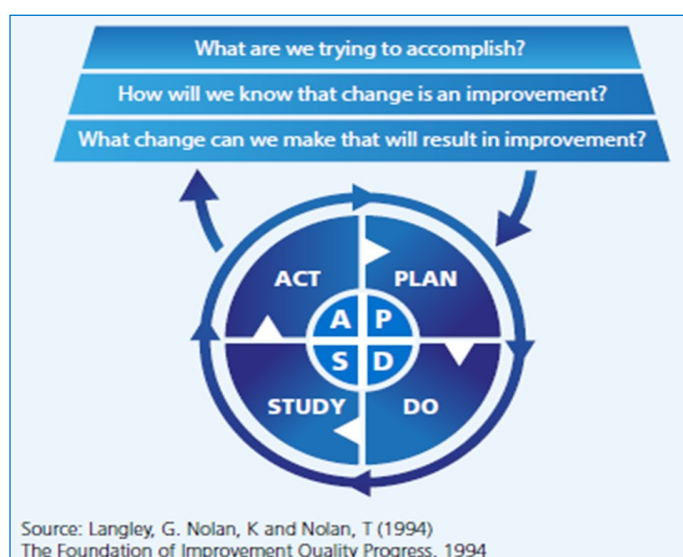 What are we trying to accomplish?
How will we know that change is an improvement?
What change can we make that will result in improvement?
ACT
PLAN
A
P
S
D
STUDY
DO
Source: Langley, G. Nolan, K and Nolan, T (1994)
The Foundation of Improvement Quality Progress, 1994